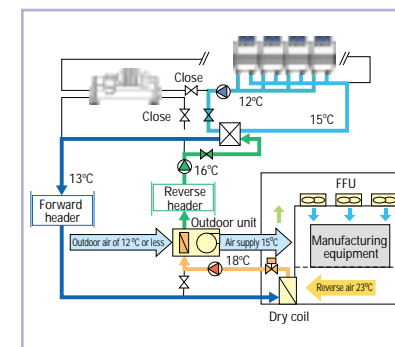 Close
12℃
Close
15℃
16℃
13℃
Forward
header
Reverse
header
FFU
Outdoor unit
Outdoor air of 12 ℃ or less
Air supply 15℃
Manufacturing
equipment
18℃
Reverse air 23℃
Dry coil